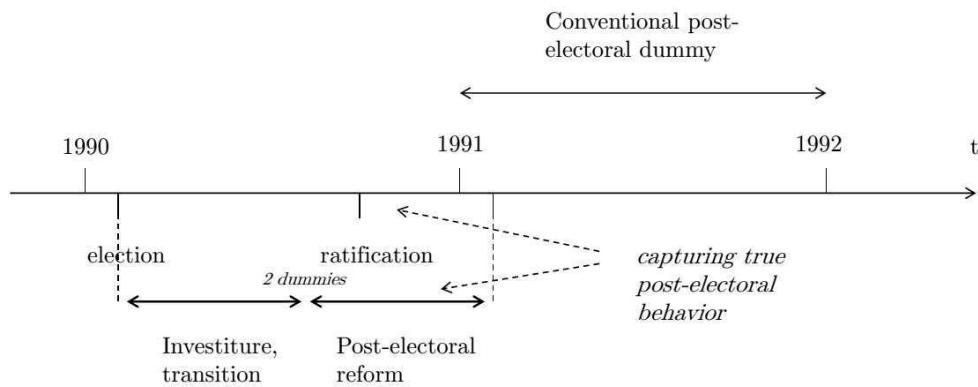 Conventional post-
electoral dummy
1990
1991
1992
t
election
ratification
2 dummies
capturing true
post-electoral
behavior
Investiture,
transition
Post-electoral
reform